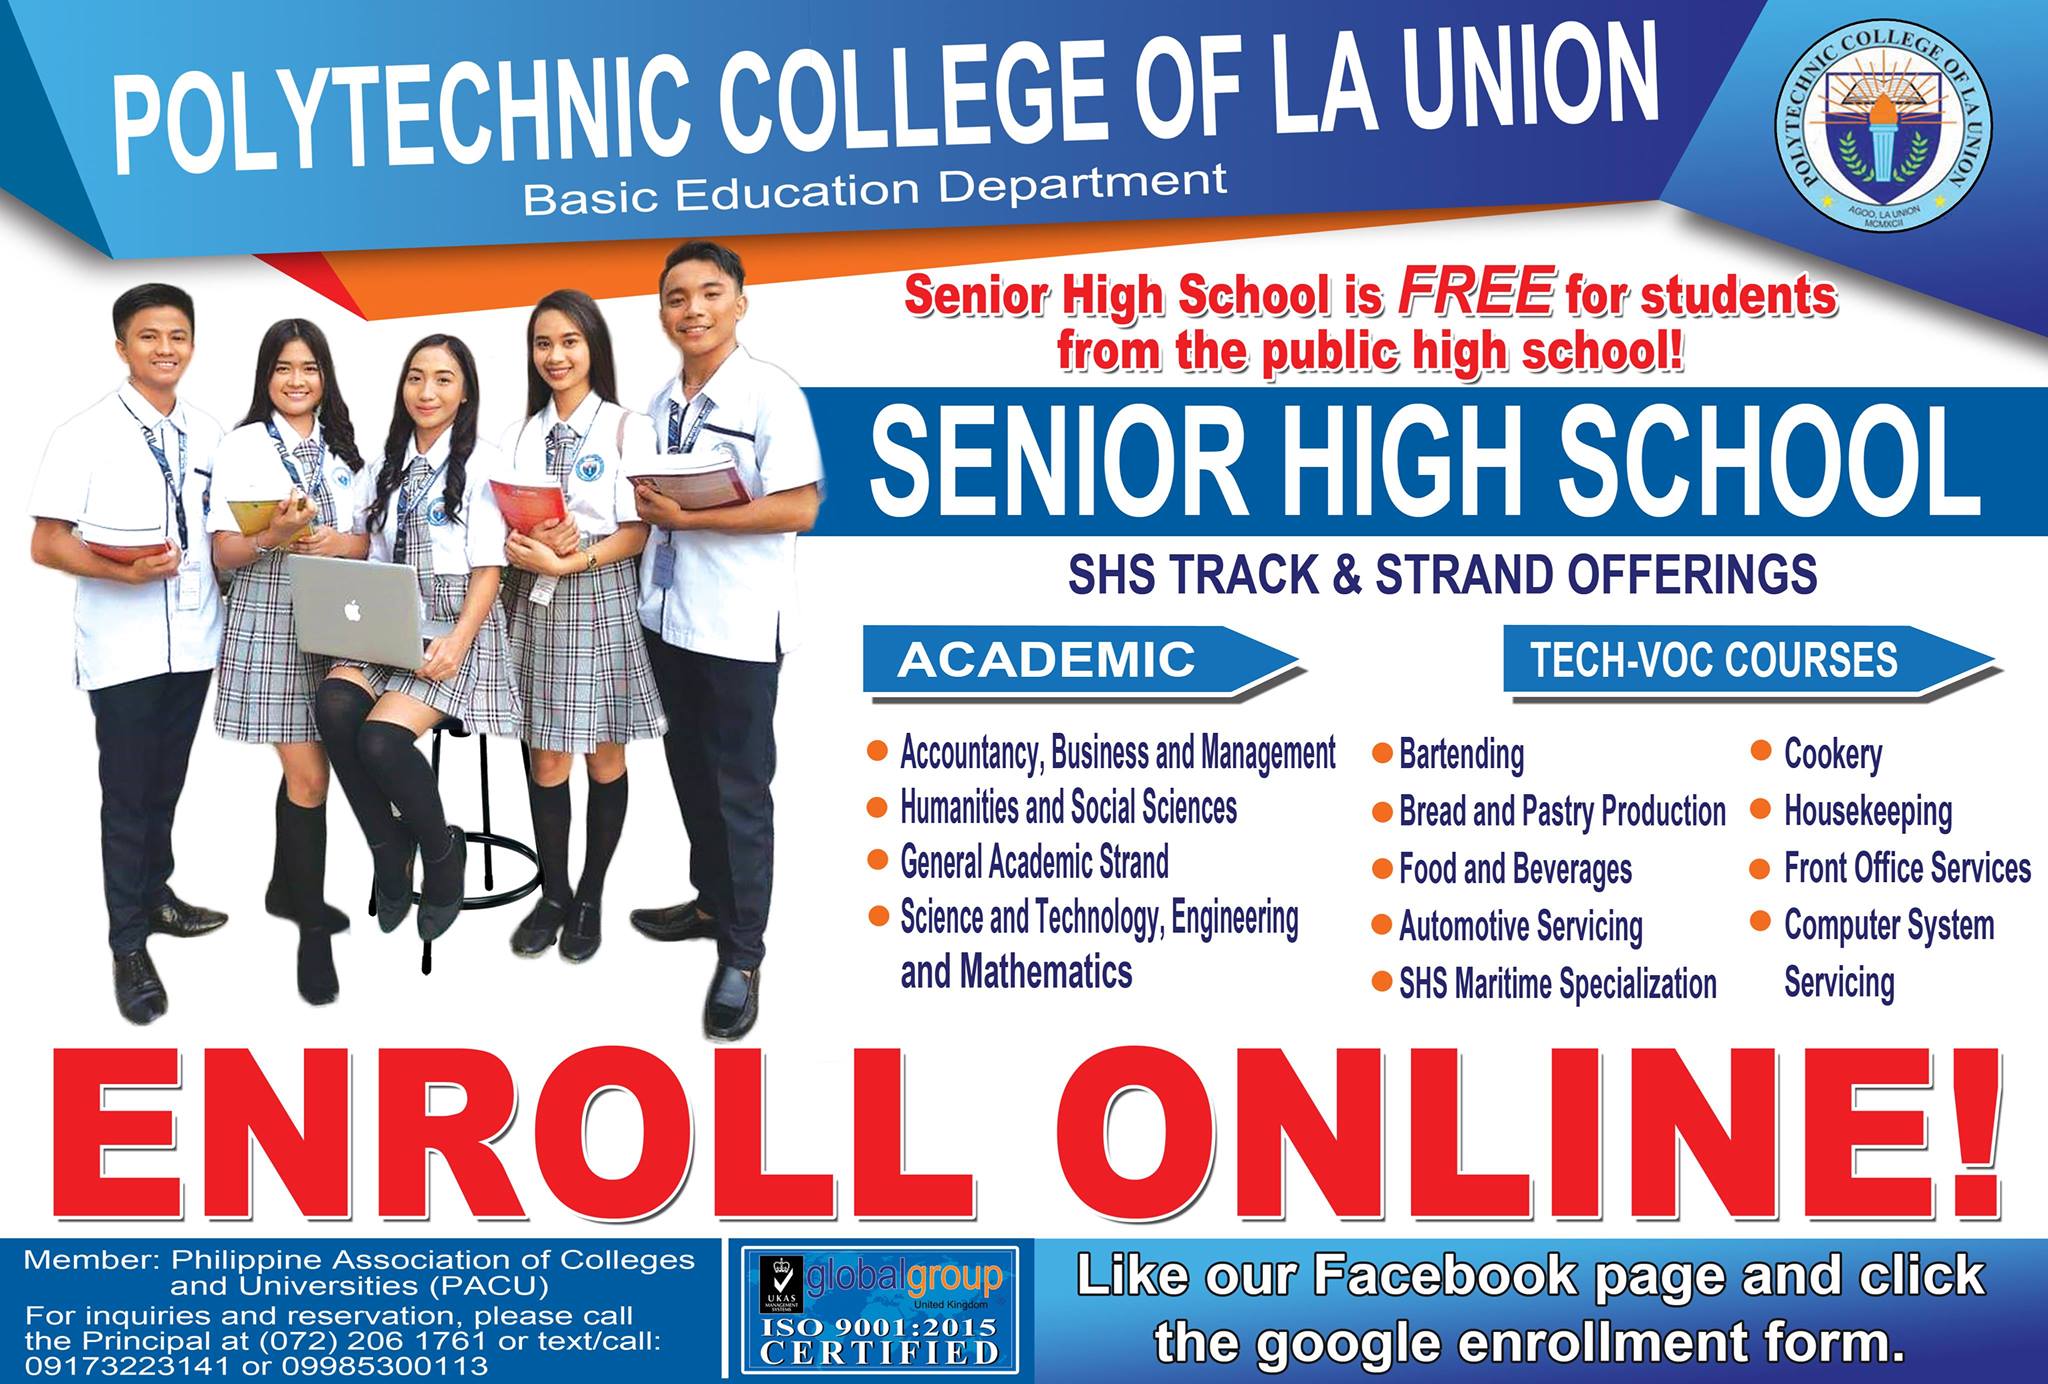 POLYTECHNIC COLLEGE OF LA UNION
Basic Education Department
POLYTECHNIC COLLEGE OF LA UNION
AGOO, LA UNION
MCMXCII
Senior High School is FREE for students
from the public high school!
SENIOR HIGH SCHOOL
SHS TRACK & STRAND OFFERINGS
ACADEMIC
Accountancy, Business and Management
Humanities and Social Sciences
General Academic Strand
Science and Technology, Engineering
and Mathematics
TECH-VOC COURSES
Bartending
Bread and Pastry Production
Food and Beverages
Automotive Servicing
SHS Maritime Specialization
Cookery
Housekeeping
Front Office Services
Computer System
Servicing
ENROLL ONLINE!
Member: Philippine Association of Colleges
and Universities (PACU)
For inquiries and reservation, please call
the Principal at (072) 206 1761 or text/call:
09173223141 or 09985300113
UKAS
MANAGEMENT
SYSTEMS
globalgroup
United Kingdom
ISO 9001:2015
CERTIFIED
Like our Facebook page and click
the google enrollment form.